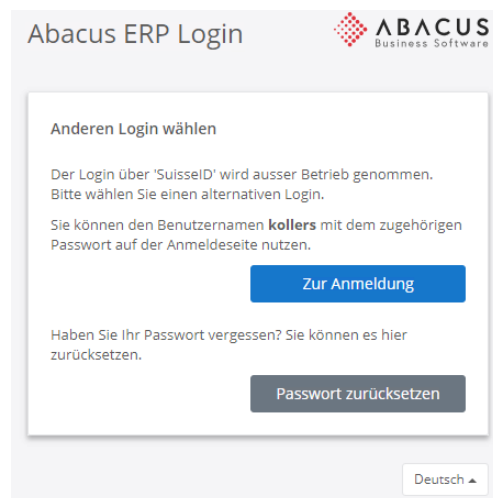 Abacus ERP Login
ABACUS
Business Software
Anderen Login wählen
Der Login über 'SuisseID' wird ausser Betrieb genommen.
Bitte wählen Sie einen alternativen Login.
Sie können den Benutzernamen kollers mit dem zugehörigen
Passwort auf der Anmeldeseite nutzen.
Zur Anmeldung
Haben Sie Ihr Passwort vergessen? Sie können es hier
zurücksetzen.
Passwort zurücksetzen
Deutsch